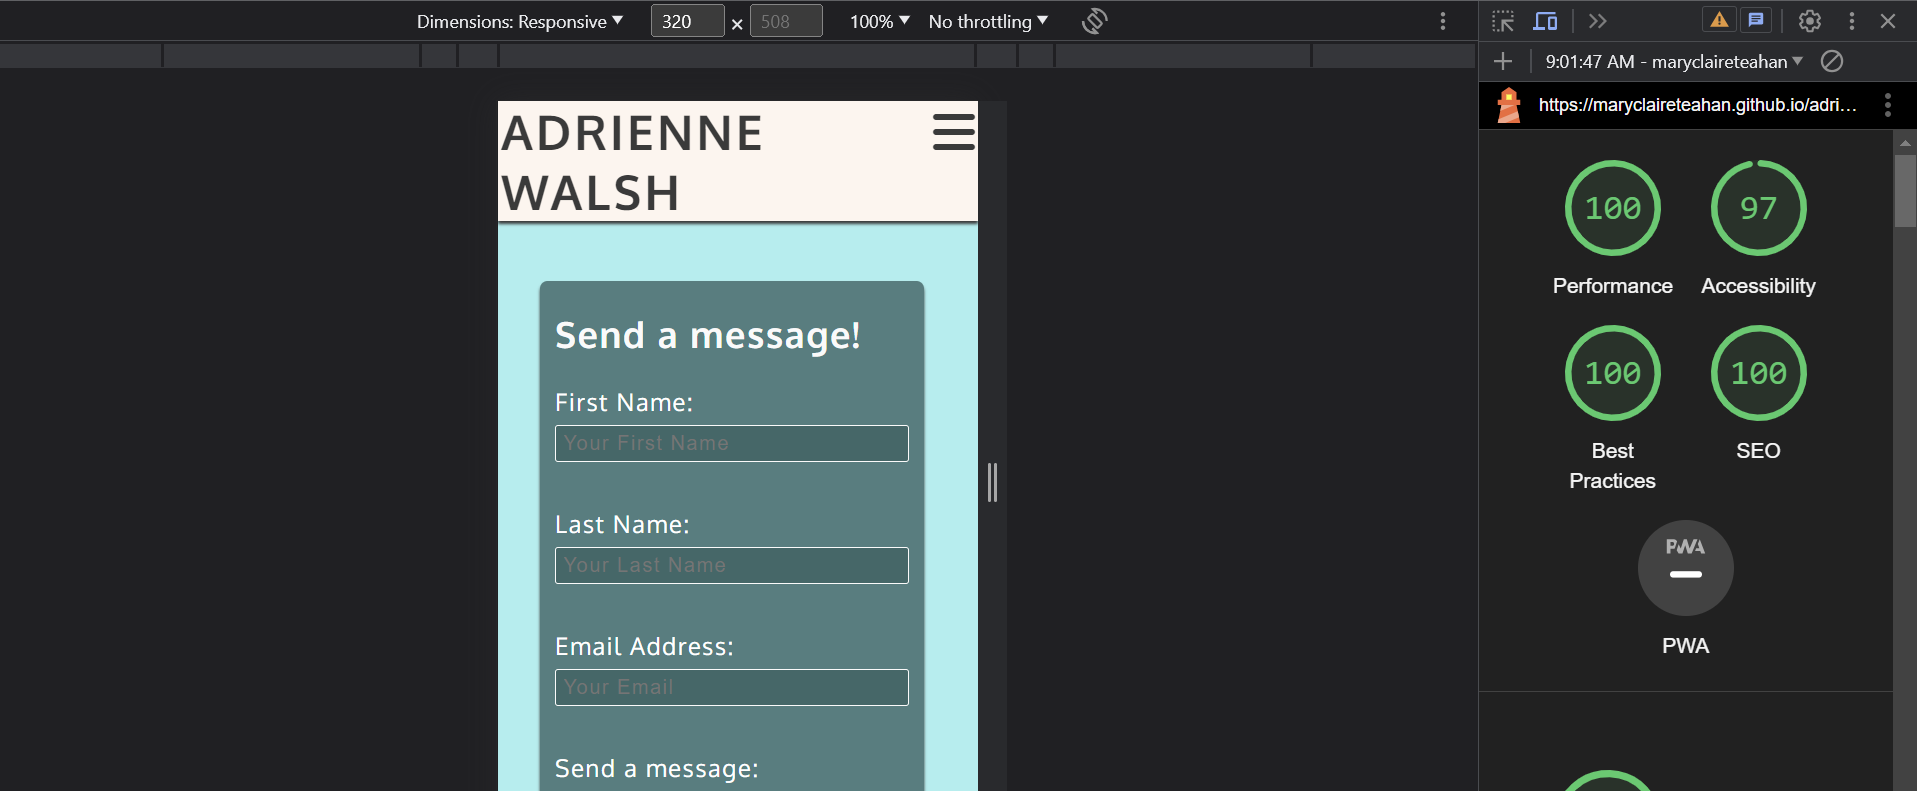 Dimensions: Responsive ▼ 320 × 508 100% ▼ No throttling ▼
9:01:47 AM - maryclaireteahan ▼
https://maryclaireteahan.github.io/adri…
ADRIENNE
WALSH
Send a message!
First Name:
Your First Name
Last Name:
Your Last Name
Email Address:
Your Email
Send a message:
100
Performance
97
Accessibility
100
Best
Practices
100
SEO
PWA
PWA